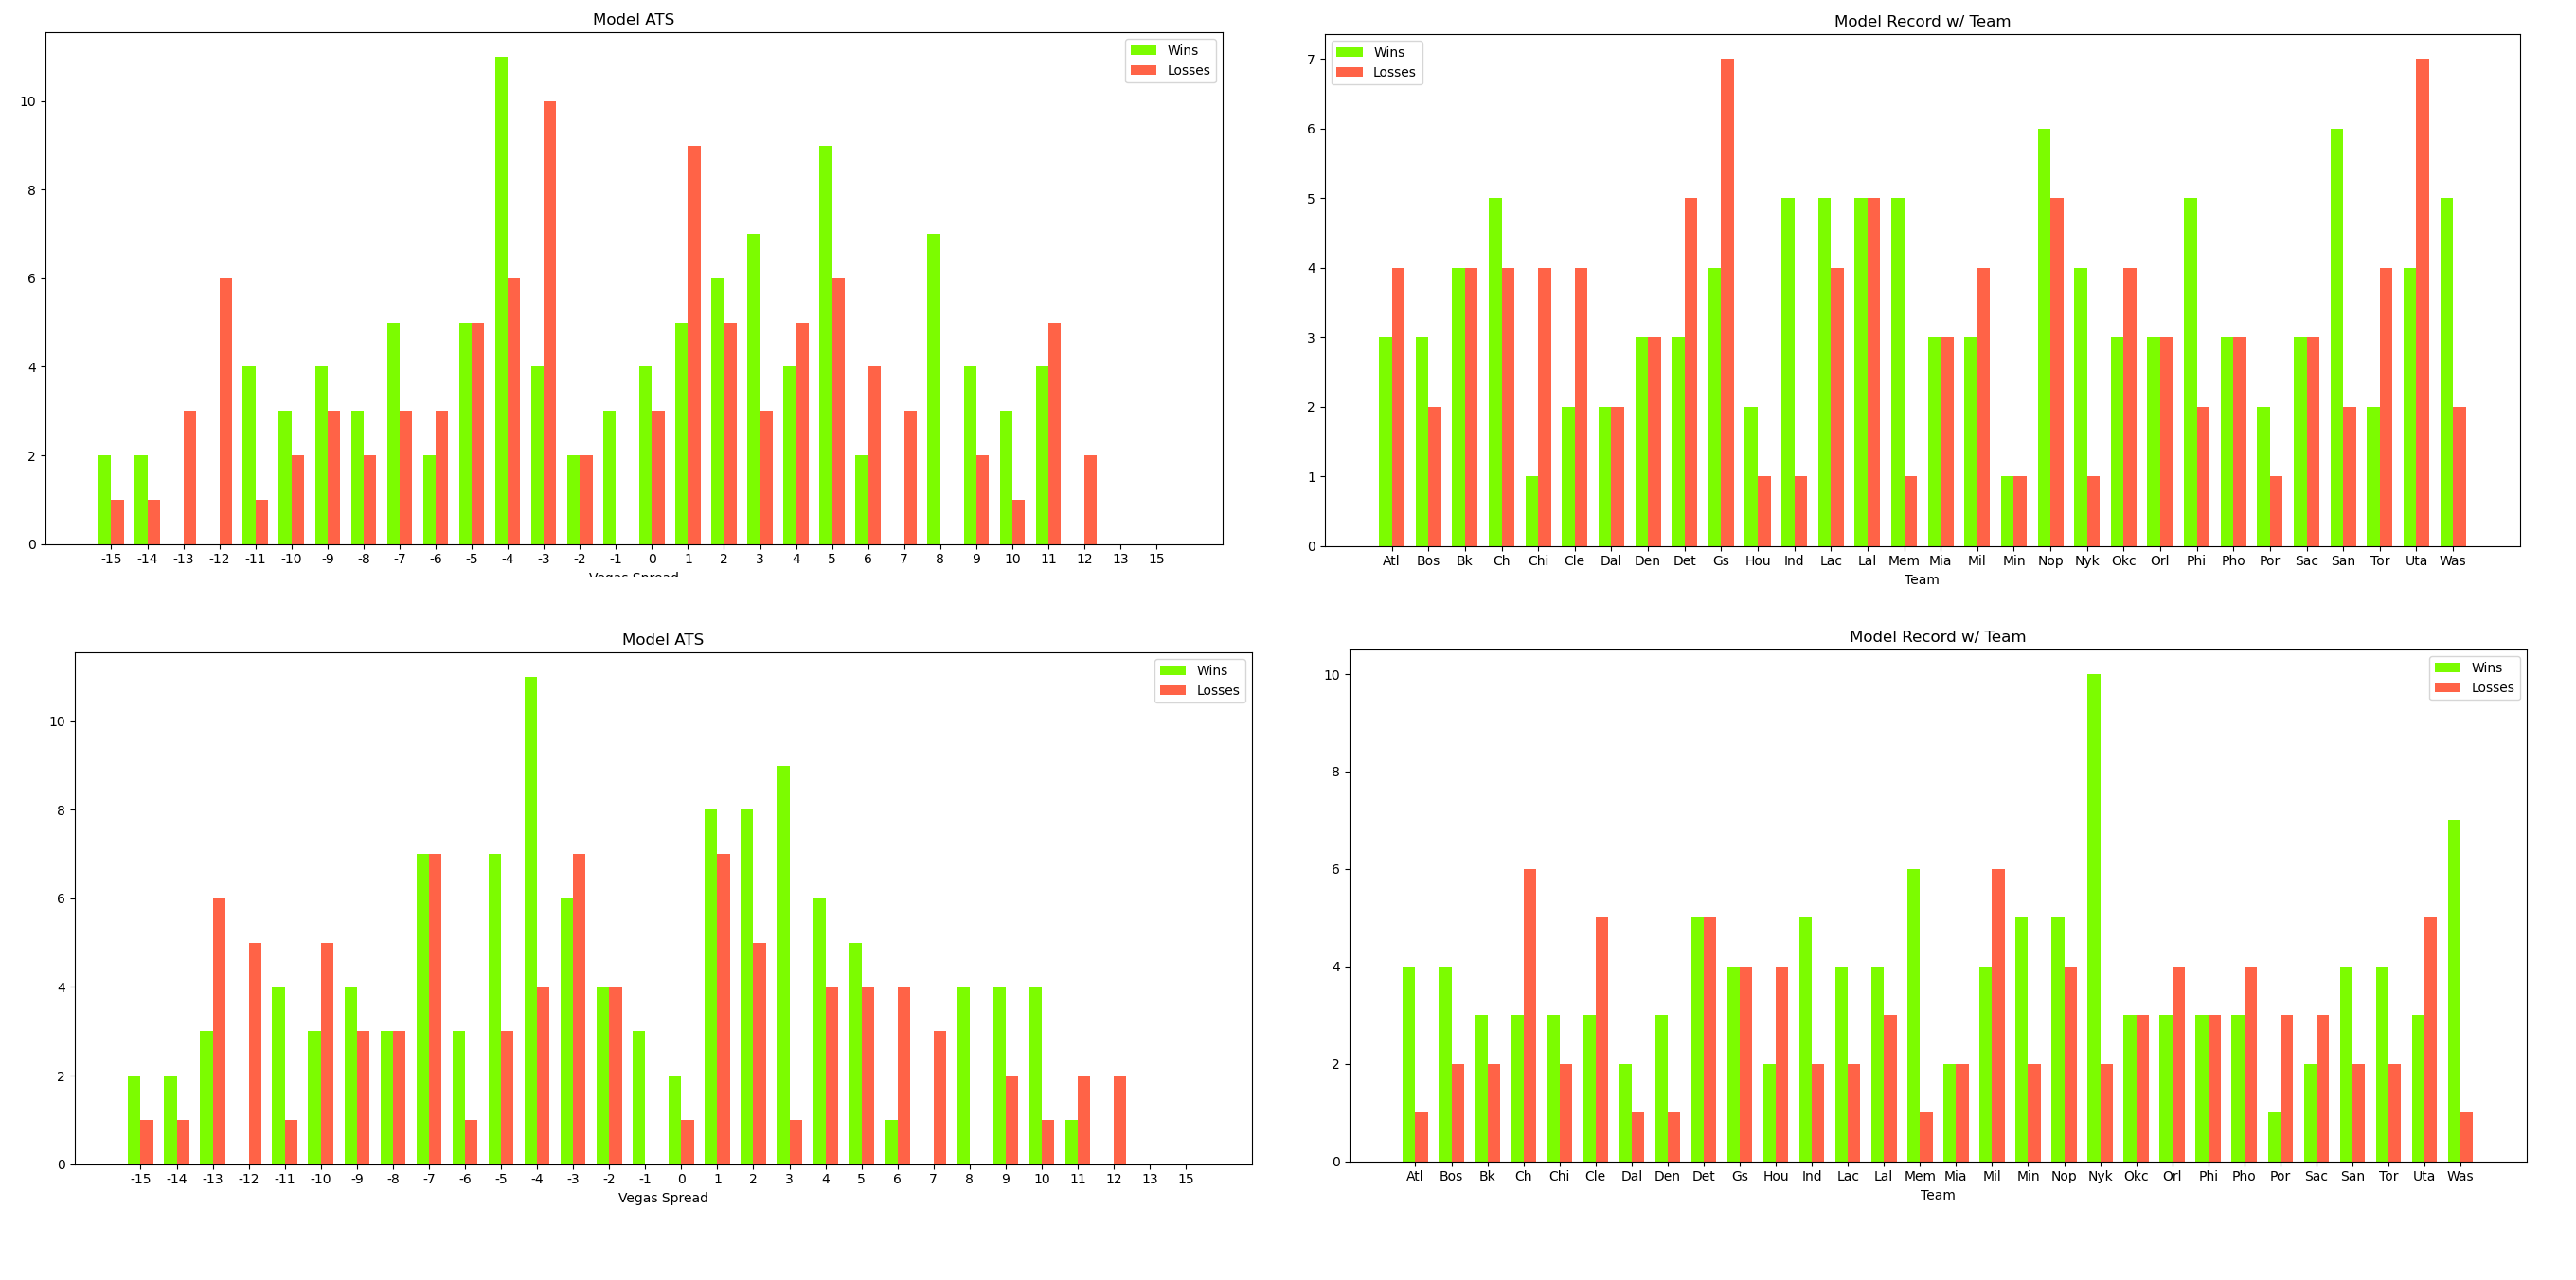 Model ATS
Wins
Losses
10
8
6
4
2
0
-15 -14 -13 -12 -11 -10 -9 -8 -7 -6 -5 -4 -3 -2 -1 0 1 2 3 4 5 6 7 8 9 10 11 12 13 15
Vegas Spread
Model Record w/ Team
Wins
Losses
7
6
5
4
3
2
1
0
Atl Bos Bk Ch Chi Cle Dal Den Det Gs Hou Ind Lac Lal Mem Mia Mil Min Nop Nyk Okc Orl Phi Pho Por Sac San Tor Uta Was
Team
Model ATS
Wins
Losses
10
8
6
4
2
0
-15 -14 -13 -12 -11 -10 -9 -8 -7 -6 -5 -4 -3 -2 -1 0 1 2 3 4 5 6 7 8 9 10 11 12 13 15
Vegas Spread
Model Record w/ Team
Wins
Losses
10
8
6
4
2
0
Atl Bos Bk Ch Chi Cle Dal Den Det Gs Hou Ind Lac Lal Mem Mia Mil Min Nop Nyk Okc Orl Phi Pho Por Sac San Tor Uta Was
Team